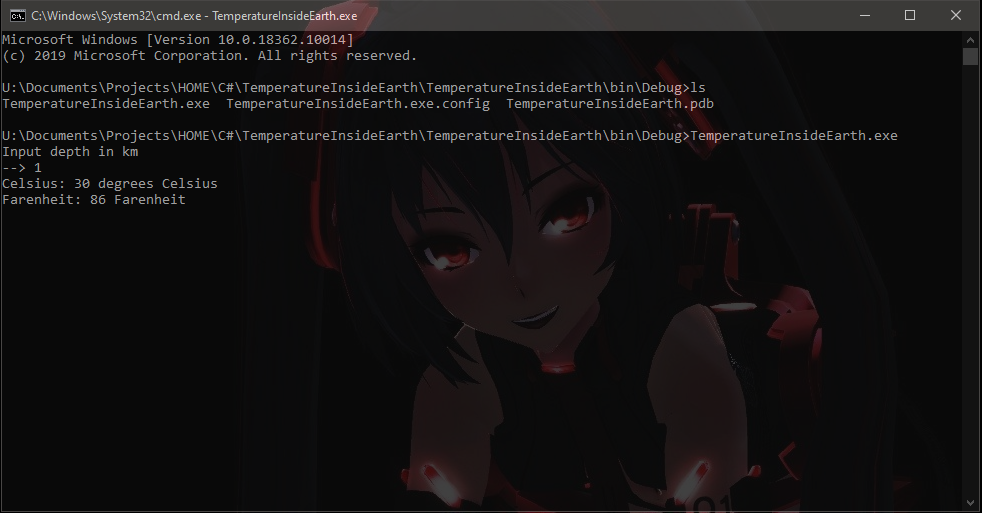 C:\Windows\System32\cmd.exe - TemperatureInsideEarth.exe
Microsoft Windows [Version 10.0.18362.10014]
(c) 2019 Microsoft Corporation. All rights reserved.
U:\Documents\Projects\HOME\C#\TemperatureInsideEarth\TemperatureInsideEarth\bin\Debug>ls
TemperatureInsideEarth.exe  TemperatureInsideEarth.exe.config  TemperatureInsideEarth.pdb
U:\Documents\Projects\HOME\C#\TemperatureInsideEarth\TemperatureInsideEarth\bin\Debug>TemperatureInsideEarth.exe
Input depth in km
--> 1
Celsius: 30 degrees Celsius
Farenheit: 86 Farenheit